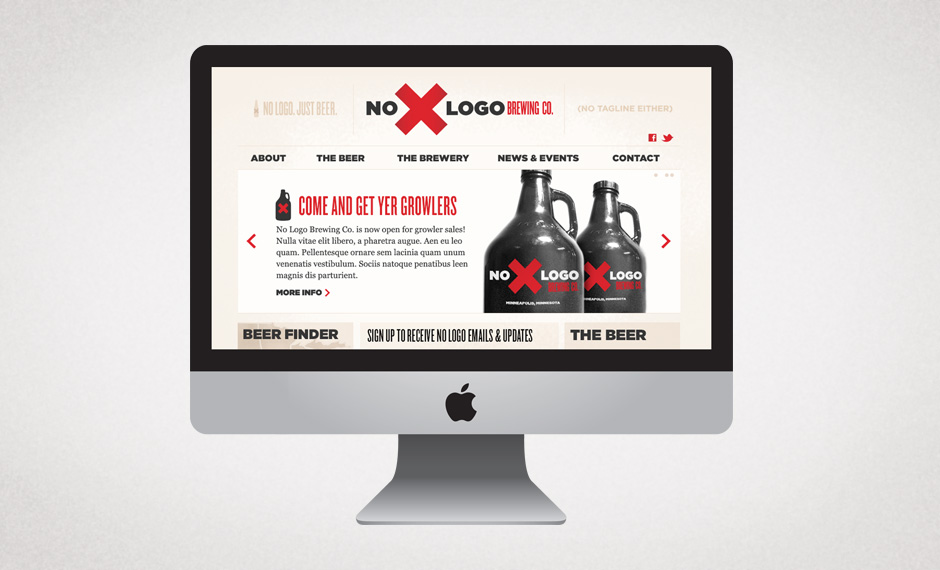 NO LOGO. JUST BEER.
NO LOGO BREWING CO.
{NO TAGLINE EITHER}
ABOUT THE BEER THE BREWERY NEWS & EVENTS CONTACT
COME AND GET YER GROWLERS
No Logo Brewing Co. is now open for growler sales!
Nulla vitae elit libero, a pharetra augue. Aen eu leo
quam. Pellentesque ornare sem lacinia quam unum
venenatis vestibulum. Sociis natoque penatibus leen
magnis dis parturient.
MORE INFO
NO LOGO
BREWING CO.
MINNEAPOLIS, MINNESOTA
LOGO
BREWING CO.
MINNEAPOLIS, MINNESOTA
BEER FINDER
SIGN UP TO RECEIVE NO LOGO EMAILS & UPDATES
THE BEER